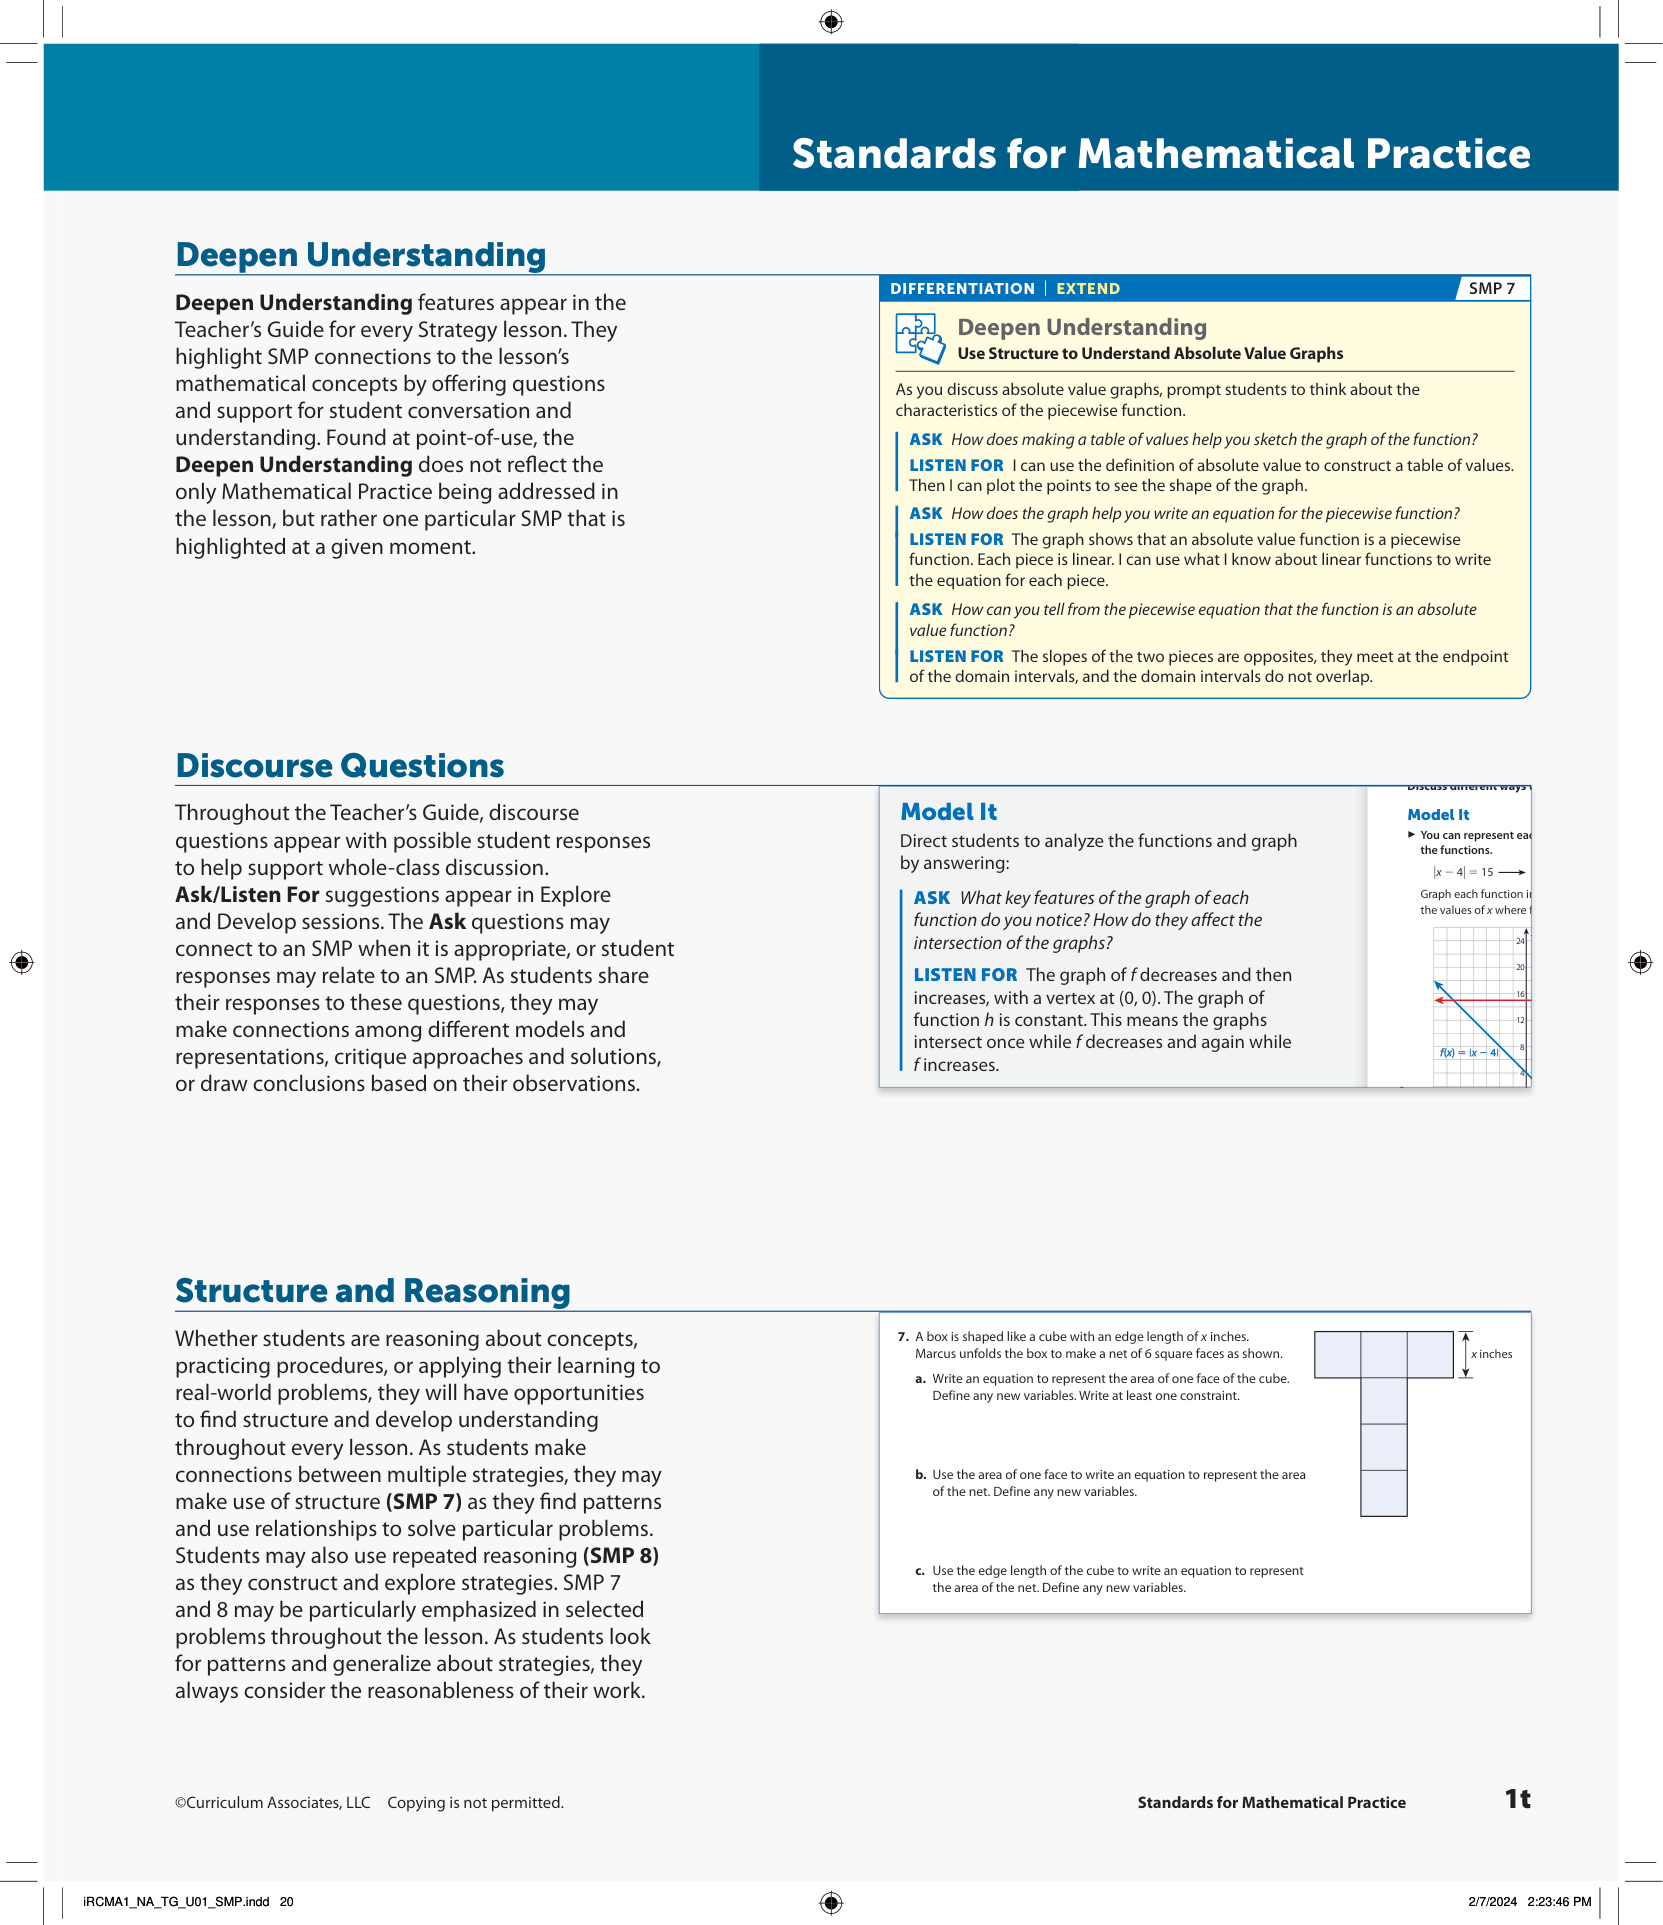 Standards for Mathematical Practice
Deepen Understanding
Deepen Understanding features appear in the
Teacher’s Guide for every Strategy lesson. They
highlight SMP connections to the lesson’s
mathematical concepts by offering questions
and support for student conversation and
understanding. Found at point-of-use, the
Deepen Understanding does not reflect the
only Mathematical Practice being addressed in
the lesson, but rather one particular SMP that is
highlighted at a given moment.
DIFFERENTIATION | EXTEND
SMP 7
Deepen Understanding
Use Structure to Understand Absolute Value Graphs
As you discuss absolute value graphs, prompt students to think about the
characteristics of the piecewise function.
ASK How does making a table of values help you sketch the graph of the function?
LISTEN FOR I can use the definition of absolute value to construct a table of values.
Then I can plot the points to see the shape of the graph.
ASK How does the graph help you write an equation for the piecewise function?
LISTEN FOR The graph shows that an absolute value function is a piecewise
function. Each piece is linear. I can use what I know about linear functions to write
the equation for each piece.
ASK How can you tell from the piecewise equation that the function is an absolute
value function?
LISTEN FOR The slopes of the two pieces are opposites, they meet at the endpoint
of the domain intervals, and the domain intervals do not overlap.
Discourse Questions
Throughout the Teacher’s Guide, discourse
questions appear with possible student responses
to help support whole-class discussion.
Ask/Listen For suggestions appear in Explore
and Develop sessions. The Ask questions may
connect to an SMP when it is appropriate, or student
responses may relate to an SMP. As students share
their responses to these questions, they may
make connections among different models and
representations, critique approaches and solutions,
or draw conclusions based on their observations.
Model It
Direct students to analyze the functions and graph
by answering:
ASK What key features of the graph of each
function do you notice? How do they affect the
intersection of the graphs?
LISTEN FOR The graph of f decreases and then
increases, with a vertex at (0, 0). The graph of
function h is constant. This means the graphs
intersect once while f decreases and again while
f increases.
Discuss different ways
Model It
You can represent eac
the functions.
|x − 4| = 15
Graph each function in
the values of x where f
24
20
16
12
8
4
f(x) = |x − 4|
Structure and Reasoning
Whether students are reasoning about concepts,
practicing procedures, or applying their learning to
real-world problems, they will have opportunities
to find structure and develop understanding
throughout every lesson. As students make
connections between multiple strategies, they may
make use of structure (SMP 7) as they find patterns
and use relationships to solve particular problems.
Students may also use repeated reasoning (SMP 8)
as they construct and explore strategies. SMP 7
and 8 may be particularly emphasized in selected
problems throughout the lesson. As students look
for patterns and generalize about strategies, they
always consider the reasonableness of their work.
7. A box is shaped like a cube with an edge length of x inches.
Marcus unfolds the box to make a net of 6 square faces as shown.
a. Write an equation to represent the area of one face of the cube.
Define any new variables. Write at least one constraint.
b. Use the area of one face to write an equation to represent the area
of the net. Define any new variables.
c. Use the edge length of the cube to write an equation to represent
the area of the net. Define any new variables.
x inches
©Curriculum Associates, LLC Copying is not permitted.
Standards for Mathematical Practice
1t
iRCMA1_NA_TG_U01_SMP.indd 20
2/7/2024 2:23:46 PM